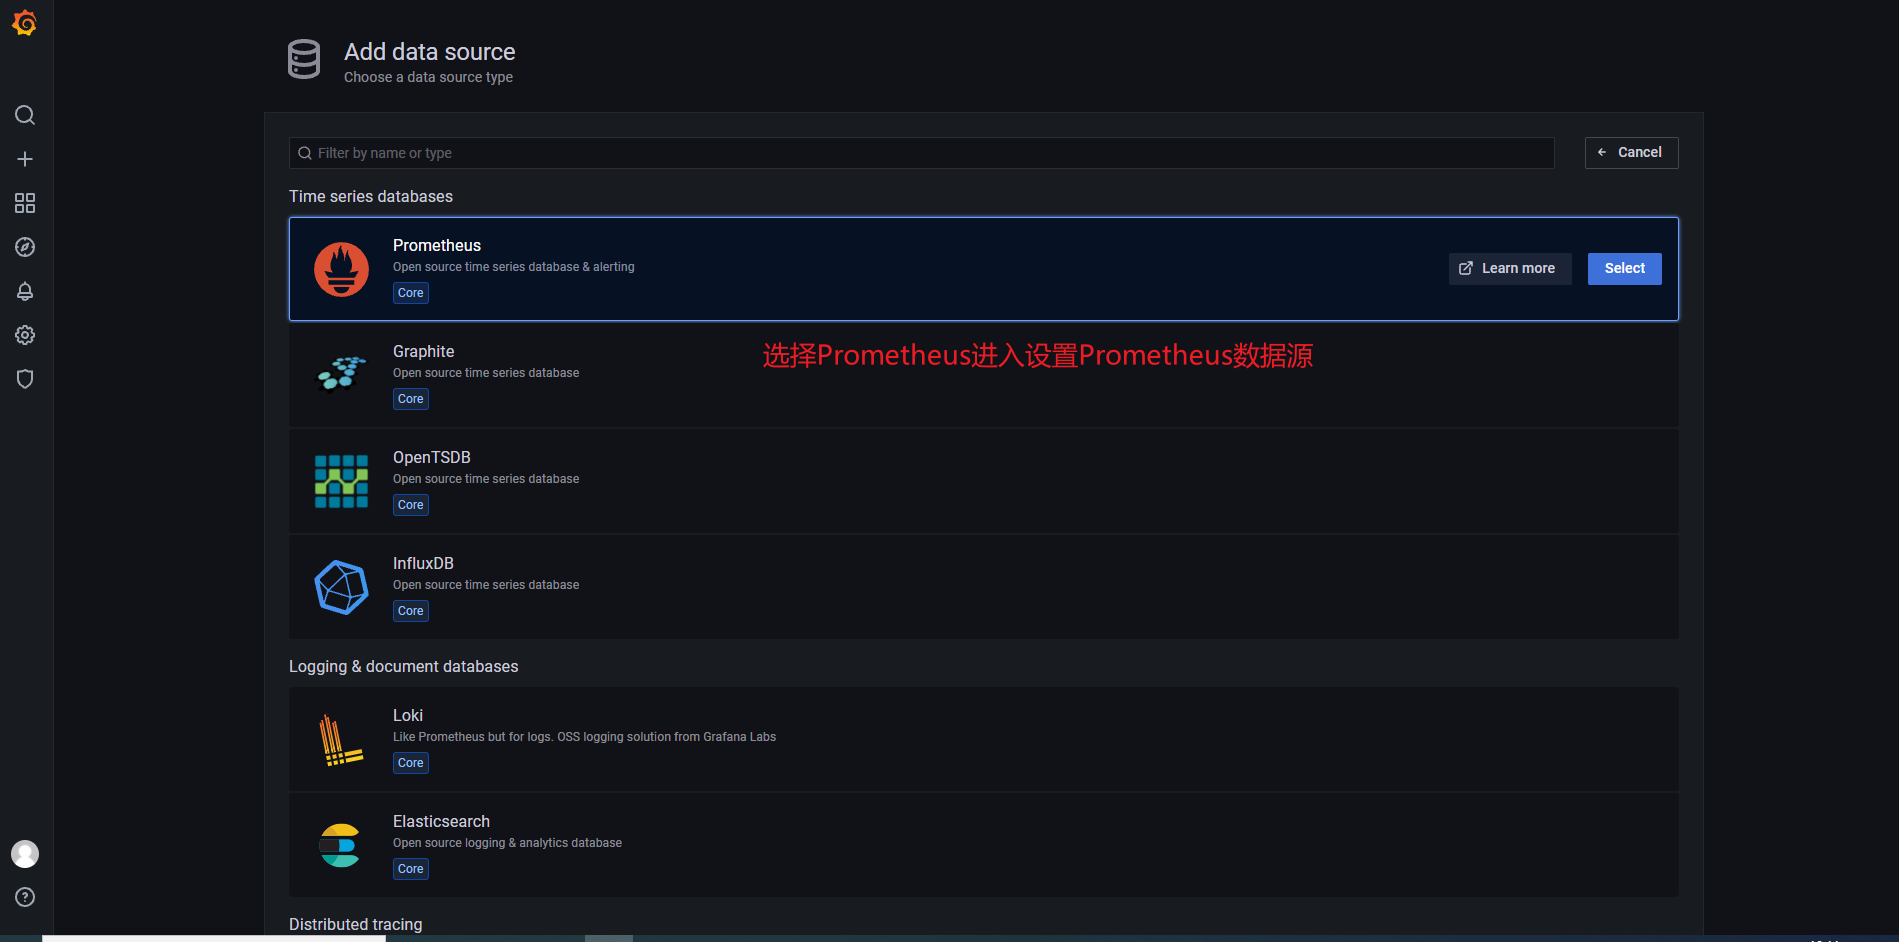 Add data source
Choose a data source type
Filter by name or type
Cancel
Time series databases
Prometheus
Open source time series database & alerting
Core
Learn more
Select
Graphite
Open source time series database
Core
选择Prometheus进入设置Prometheus数据源
OpenTSDB
Open source time series database
Core
InfluxDB
Open source time series database
Core
Logging & document databases
Loki
Like Prometheus but for logs. OSS logging solution from Grafana Labs
Core
Elasticsearch
Open source logging & analytics database
Core
Distributed tracing